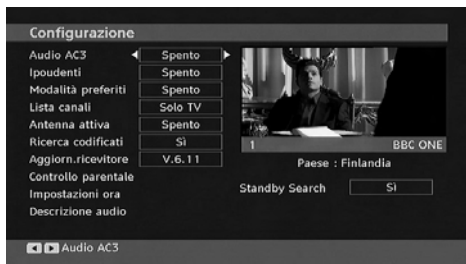 Configurazione
Audio AC3 Spento
Ipoudenti Spento
Modalità preferiti Spento
Lista canali Solo TV
Antenna attiva Spento
Ricerca codificati Sì
Aggiorn.ricevitore V.6.11
Controllo parentale
Impostazioni ora
Descrizione audio
1 BBC ONE
Paese : Finlandia
Standby Search Sì
Audio AC3